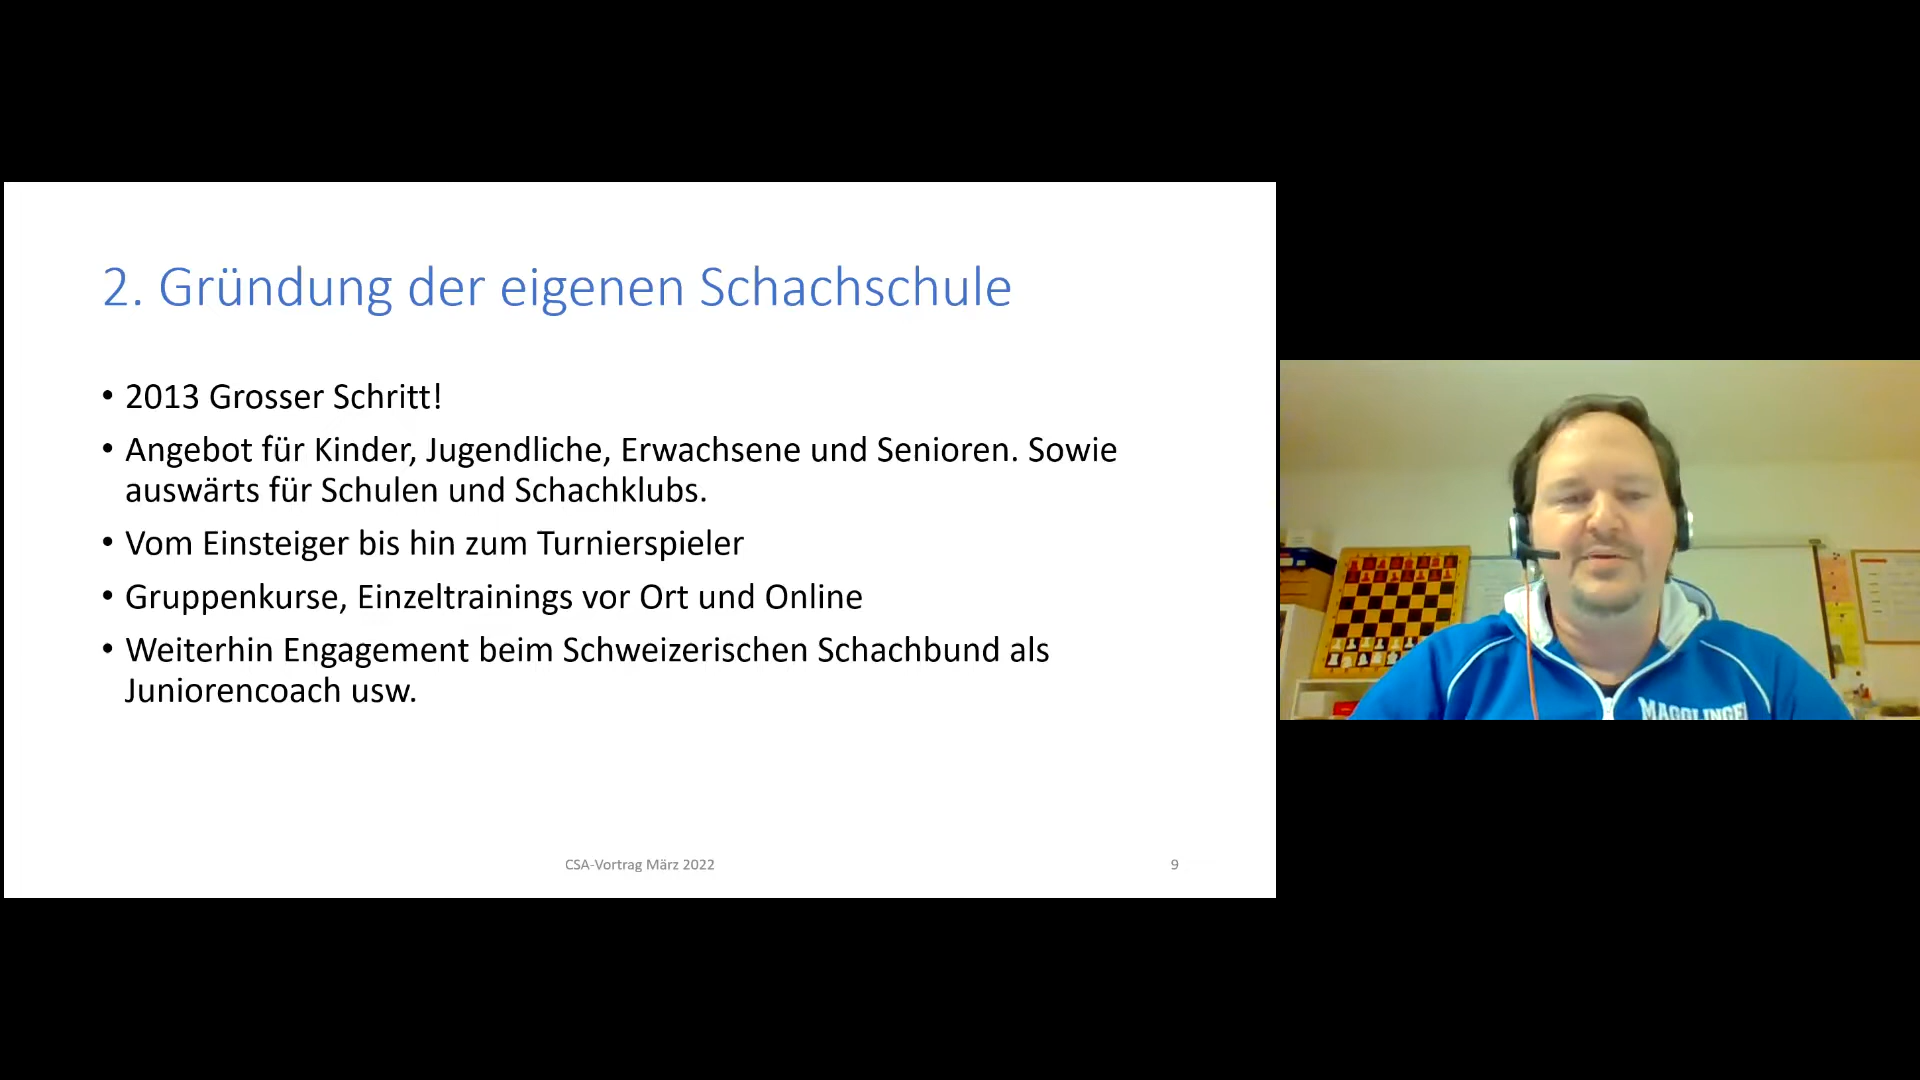 2. Gründung der eigenen Schachschule
• 2013 Grosser Schritt!
• Angebot für Kinder, Jugendliche, Erwachsene und Senioren. Sowie
auswärts für Schulen und Schachklubs.
• Vom Einsteiger bis hin zum Turnierspieler
• Gruppenkurse, Einzeltrainings vor Ort und Online
• Weiterhin Engagement beim Schweizerischen Schachbund als
Juniorencoach usw.
CSA-Vortrag März 2022
9